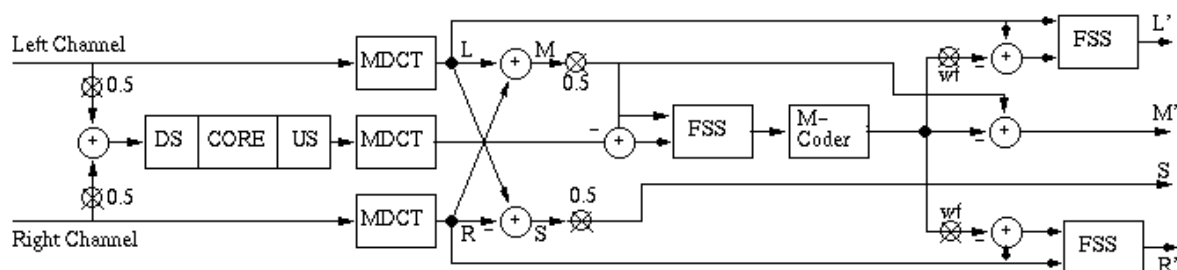 Left Channel
MDCT
L
M
0.5
FSS
L'
0.5
wf
DS CORE US
MDCT
FSS
M-
Coder
M'
0.5
0.5
S
MDCT
R
S
wf
FSS
Right Channel
R'